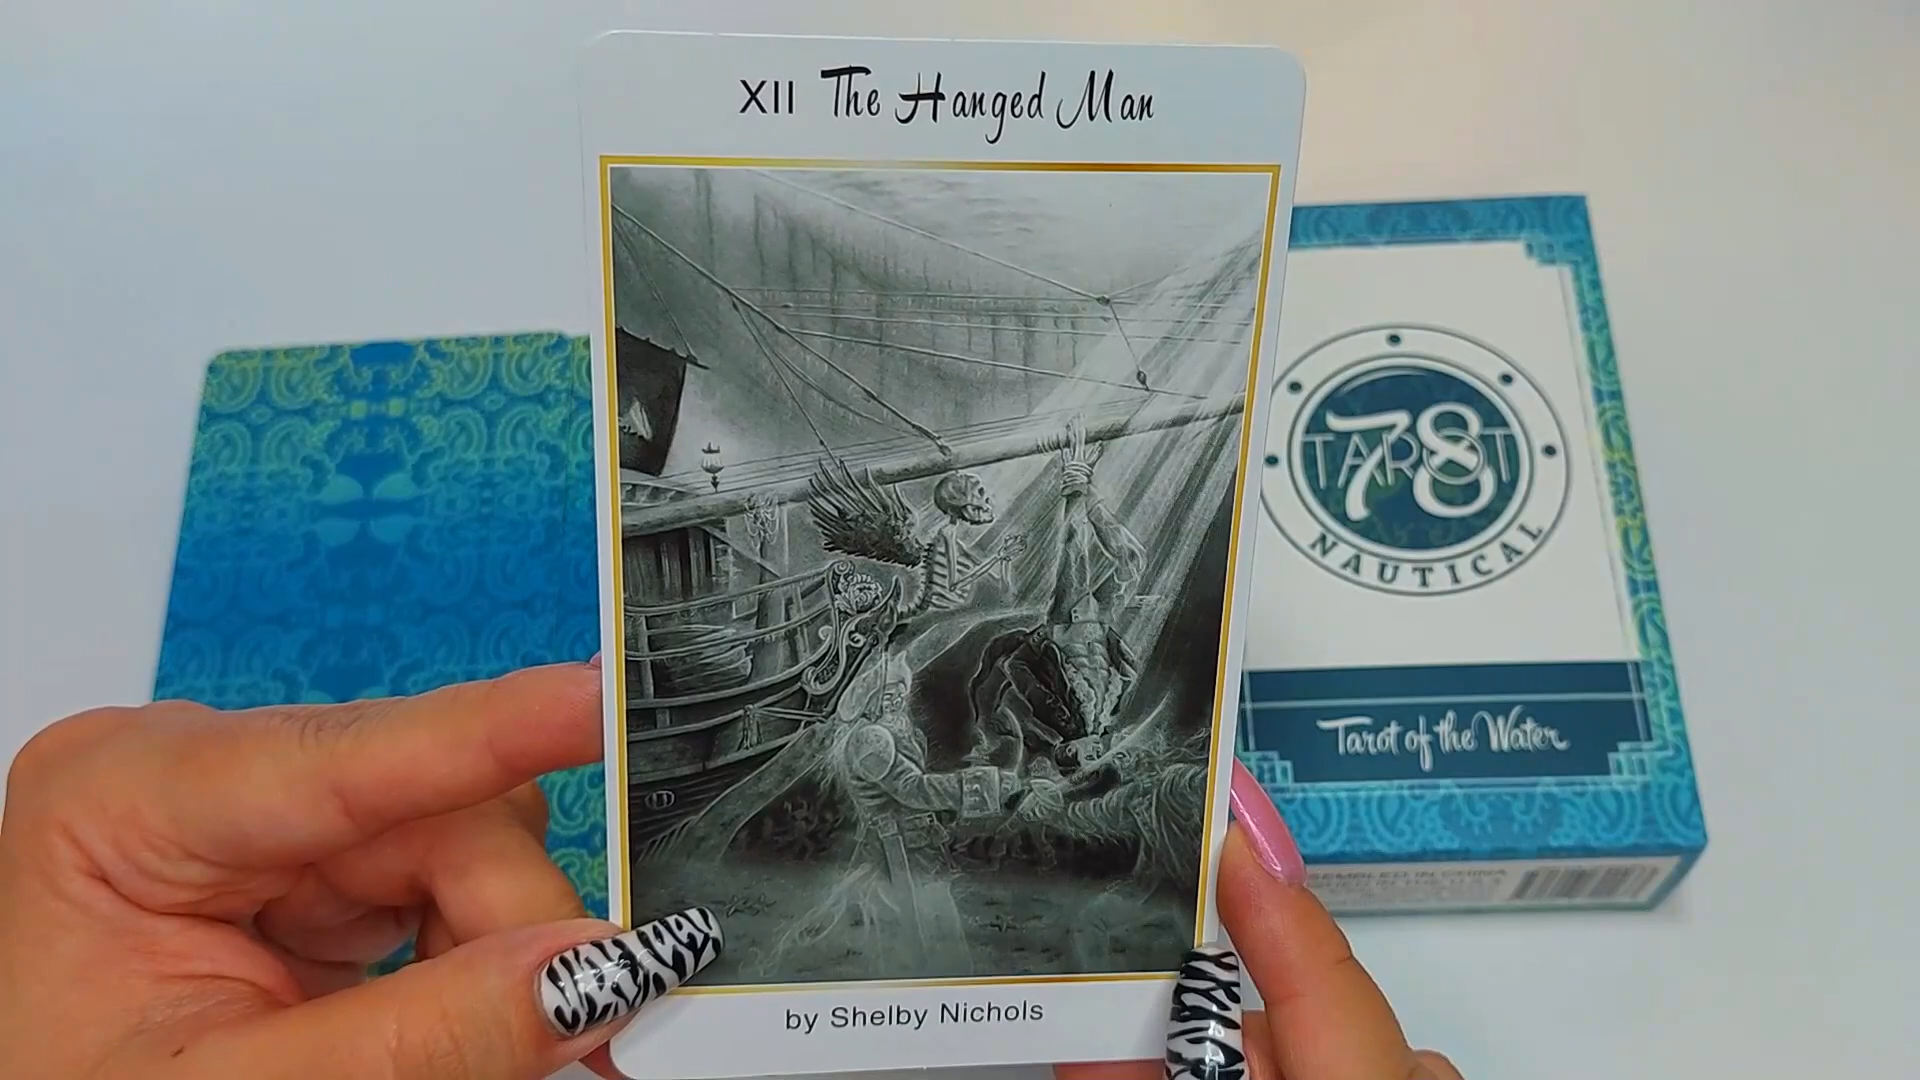 XII The Hanged Man
by Shelby Nichols
78
TAROT
NAUTICAL
Tarot of the Water